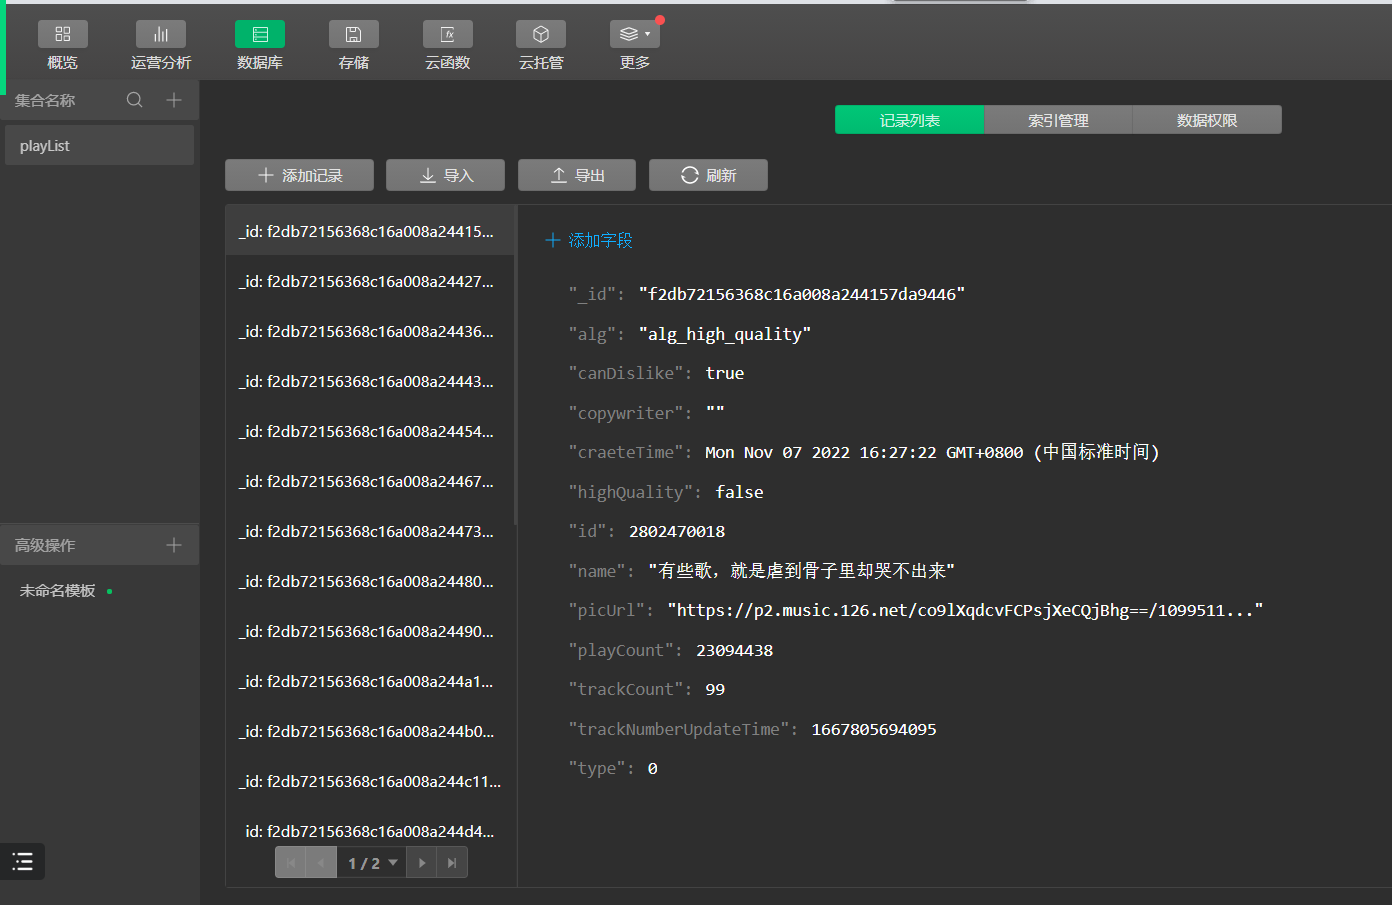 概览
运营分析
数据库
存储
云函数
云托管
更多
集合名称
playList
记录列表
索引管理
数据权限
添加记录
导入
导出
刷新
_id: f2db72156368c16a008a24415...
_id: f2db72156368c16a008a24427...
_id: f2db72156368c16a008a24436...
_id: f2db72156368c16a008a24443...
_id: f2db72156368c16a008a24454...
_id: f2db72156368c16a008a24467...
_id: f2db72156368c16a008a24473...
_id: f2db72156368c16a008a24480...
_id: f2db72156368c16a008a24490...
_id: f2db72156368c16a008a244a1...
_id: f2db72156368c16a008a244b0...
_id: f2db72156368c16a008a244c11...
id: f2db72156368c16a008a244d4...
1 / 2
添加字段
"_id": "f2db72156368c16a008a244157da9446"
"alg": "alg_high_quality"
"canDislike": true
"copywriter": ""
"craeteTime": Mon Nov 07 2022 16:27:22 GMT+0800 (中国标准时间)
"highQuality": false
"id": 2802470018
"name": "有些歌，就是虐到骨子里却哭不出来"
"picUrl": "https://p2.music.126.net/co9lXqdcvFCPsjXeCQjBhg==/1099511..."
"playCount": 23094438
"trackCount": 99
"trackNumberUpdateTime": 1667805694095
"type": 0
高级操作
未命名模板